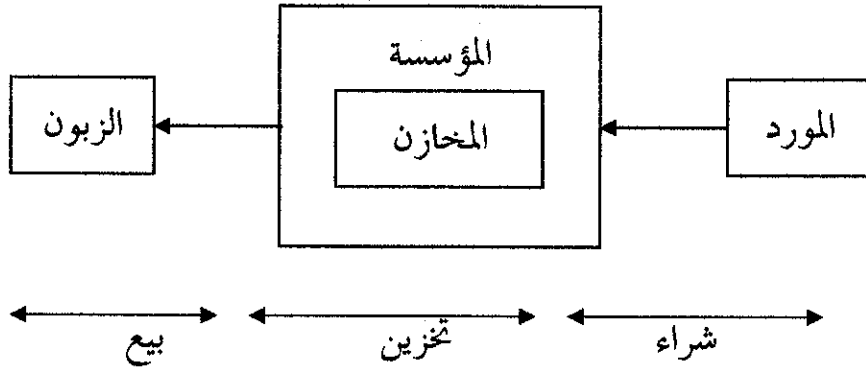 المؤسسة
المورد
المخازن
الزبون
شراء
تخزين
بيع